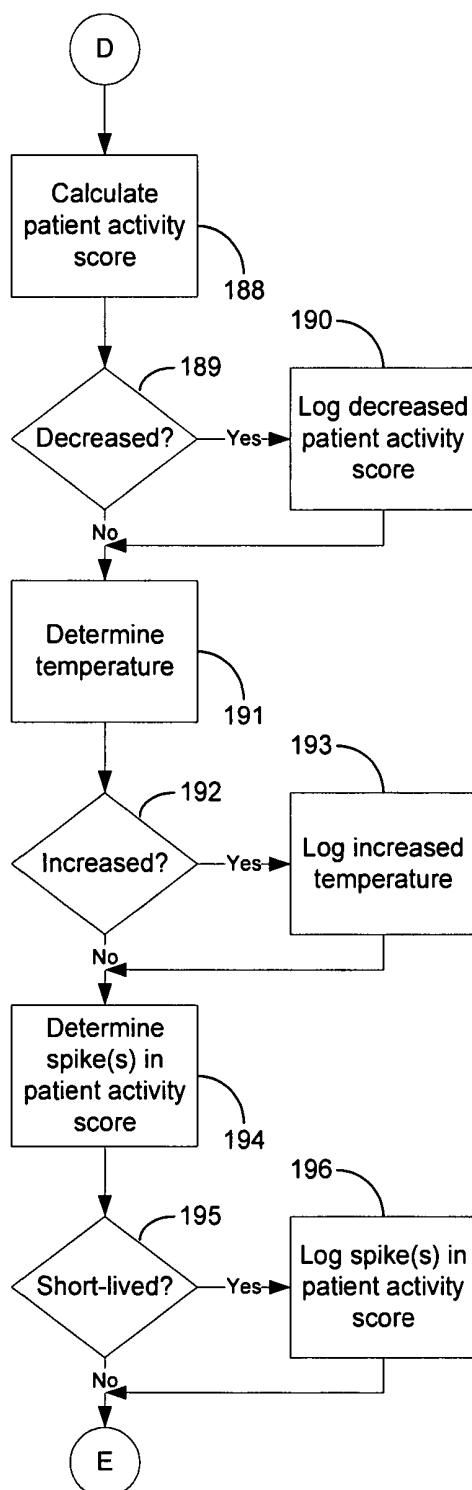 D
Calculate
patient activity
score
188
189
190
Decreased?
Yes
Log decreased
patient activity
score
No
Determine
temperature
191
192
193
Increased?
Yes
Log increased
temperature
No
Determine
spike(s) in
patient activity
score
194
195
196
Short-lived?
Yes
Log spike(s) in
patient activity
score
No
E